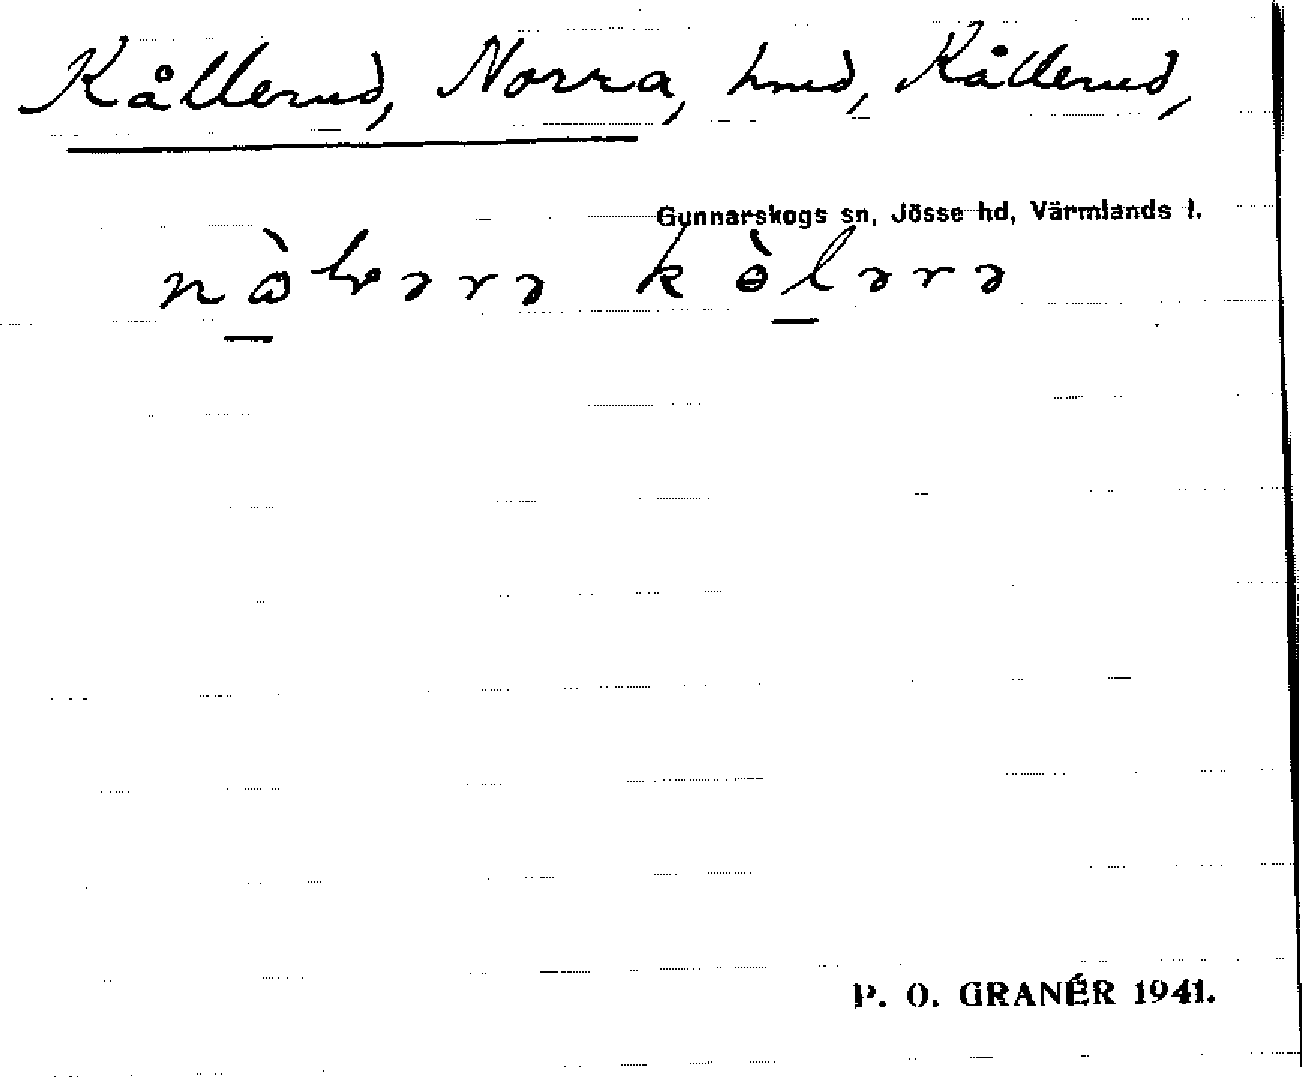 Kållerud, Norra, hmd, Kållerud,
Gunnarskogs sn, Jösse hd, Värmlands l.
P. O. GRANÉR 1941.